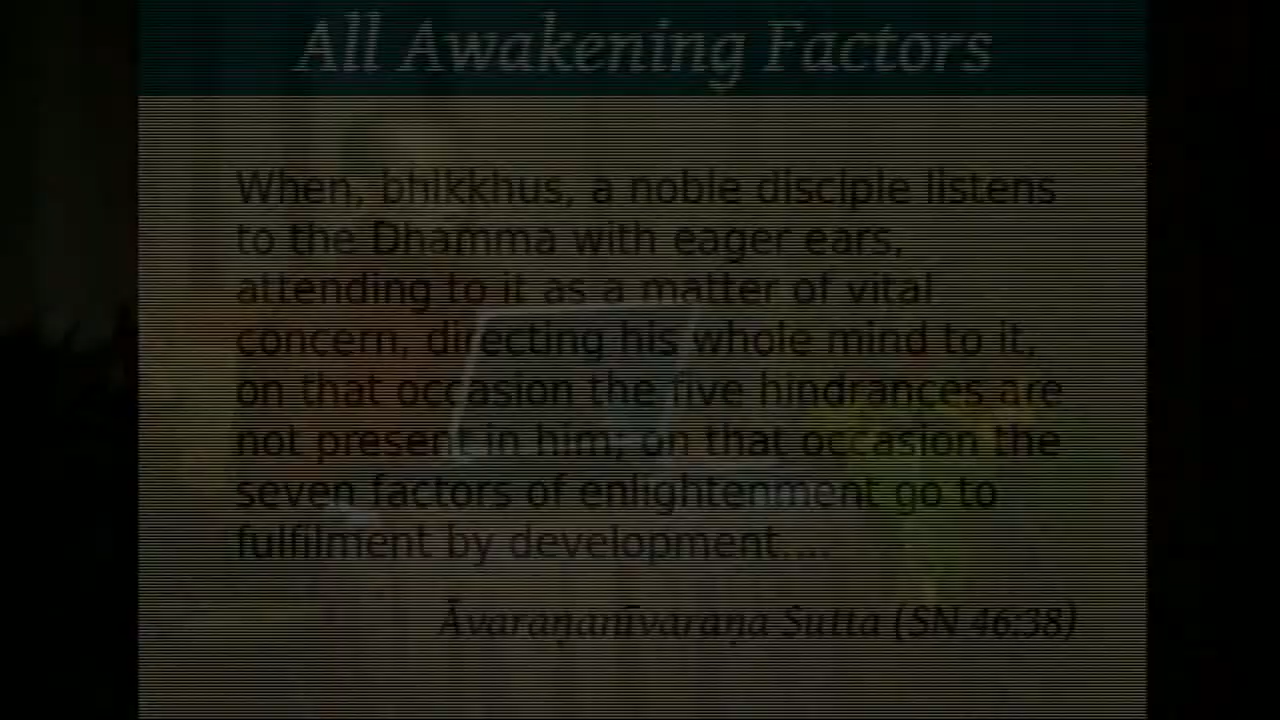 All Awakening Factors
When, bhikkhus, a noble disciple listens
to the Dhamma with eager ears,
attending to it as a matter of vital
concern, directing his whole mind to it,
on that occasion the five hindrances are
not present in him; on that occasion the
seven factors of enlightenment go to
fulfilment by development....
Āvaraṇanīvaraṇa Sutta (SN 46:38)